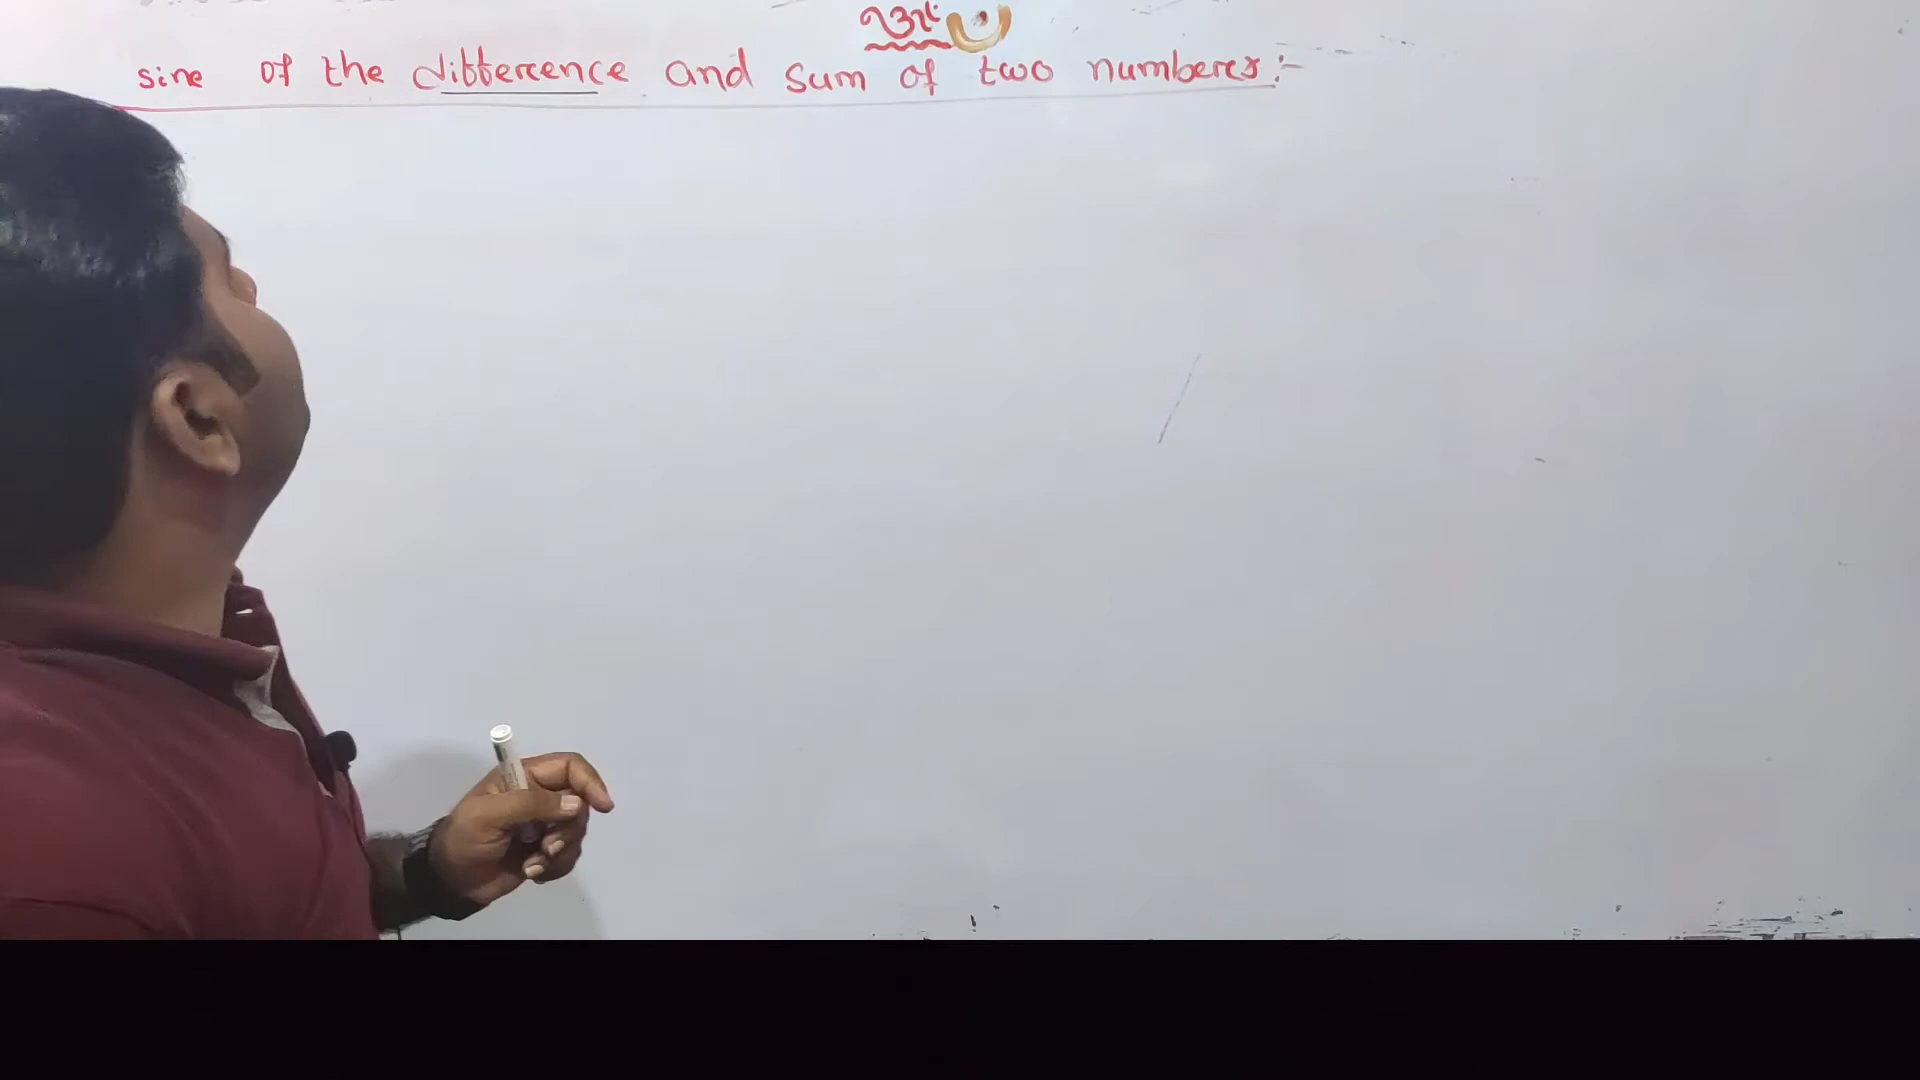 sine of the difference and sum of two numbers:-